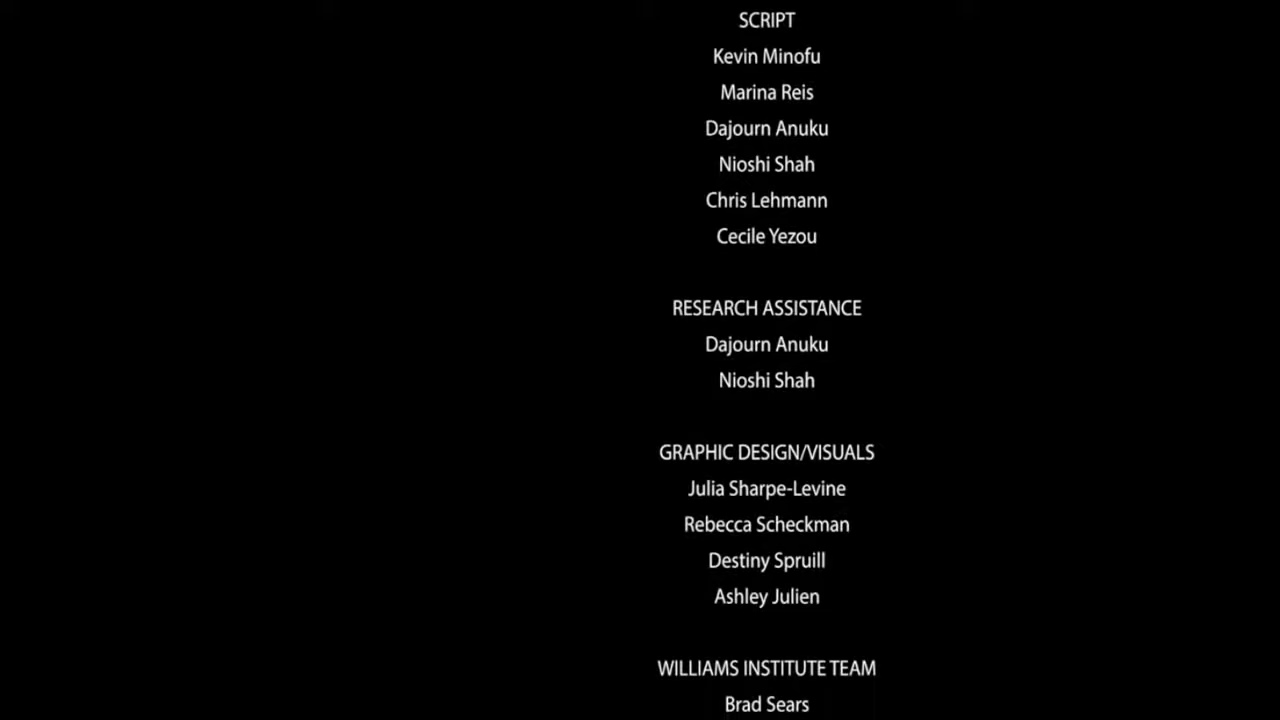 SCRIPT
Kevin Minofu
Marina Reis
Dajourn Anuku
Nioshi Shah
Chris Lehmann
Cecile Yezou
RESEARCH ASSISTANCE
Dajourn Anuku
Nioshi Shah
GRAPHIC DESIGN/VISUALS
Julia Sharpe-Levine
Rebecca Scheckman
Destiny Spruill
Ashley Julien
WILLIAMS INSTITUTE TEAM
Brad Sears